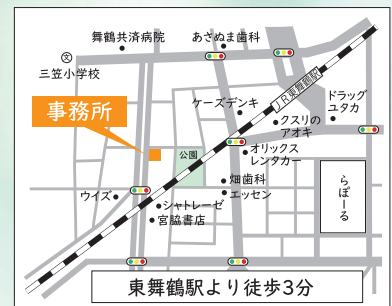 舞鶴共済病院
あさぬま歯科
文
三笠小学校
JR東舞鶴駅
ケーズデンキ
ドラッグ
ユタカ
事務所
クスリの
アオキ
公園
オリックス
レンタカー
らぽーる
畑歯科
エッセン
ウイズ
シャトレーゼ
宮脇書店
東舞鶴駅より徒歩3分